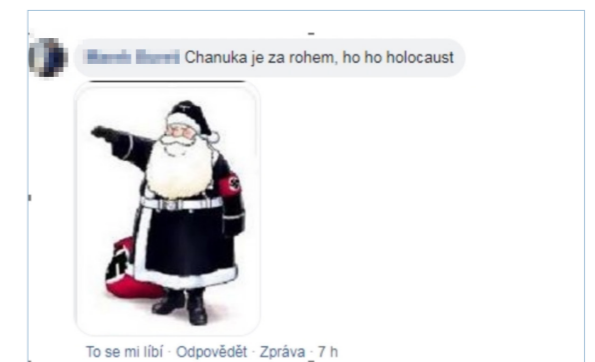 Chanuka je za rohem, ho ho holocaust
To se mi líbí · Odpovědět · Zpráva · 7 h